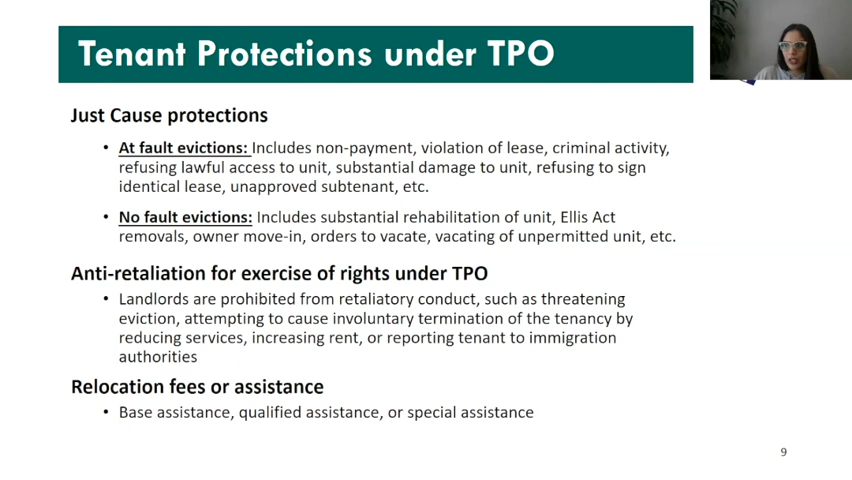 Tenant Protections under TPO
Just Cause protections
• At fault evictions: Includes non-payment, violation of lease, criminal activity,
refusing lawful access to unit, substantial damage to unit, refusing to sign
identical lease, unapproved subtenant, etc.
• No fault evictions: Includes substantial rehabilitation of unit, Ellis Act
removals, owner move-in, orders to vacate, vacating of unpermitted unit, etc.
Anti-retaliation for exercise of rights under TPO
• Landlords are prohibited from retaliatory conduct, such as threatening
eviction, attempting to cause involuntary termination of the tenancy by
reducing services, increasing rent, or reporting tenant to immigration
authorities
Relocation fees or assistance
• Base assistance, qualified assistance, or special assistance
9